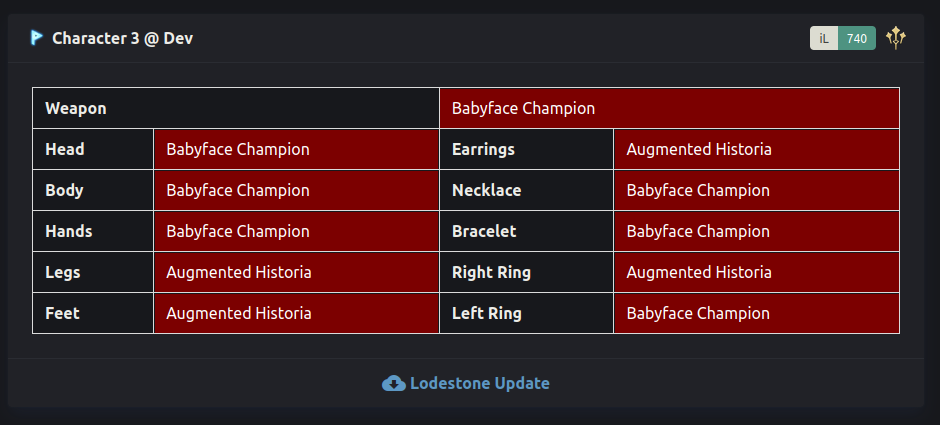 Character 3 @ Dev iL 740
Weapon Babyface Champion
Head Babyface Champion Earrings Augmented Historia
Body Babyface Champion Necklace Babyface Champion
Hands Babyface Champion Bracelet Babyface Champion
Legs Augmented Historia Right Ring Augmented Historia
Feet Augmented Historia Left Ring Babyface Champion
Lodestone Update